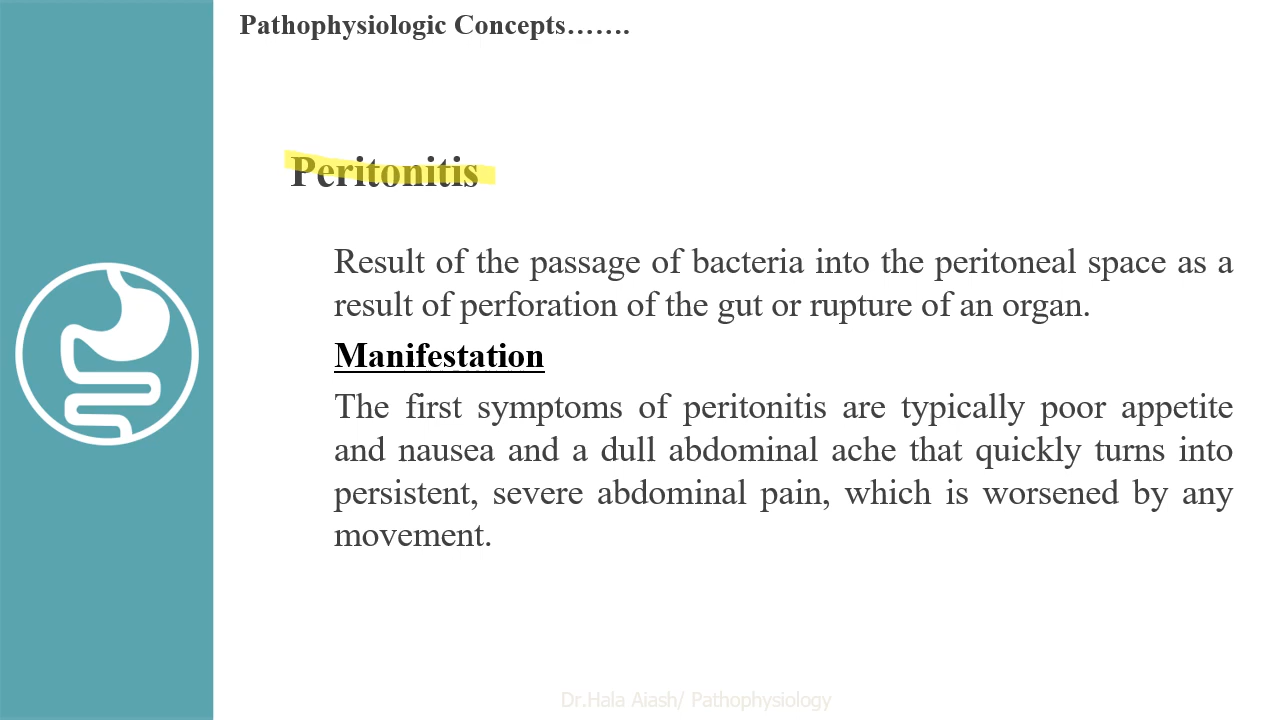 Pathophysiologic Concepts…….
Peritonitis
Result of the passage of bacteria into the peritoneal space as a
result of perforation of the gut or rupture of an organ.
Manifestation
The first symptoms of peritonitis are typically poor appetite
and nausea and a dull abdominal ache that quickly turns into
persistent, severe abdominal pain, which is worsened by any
movement.
Dr.Hala Aiash/ Pathophysiology